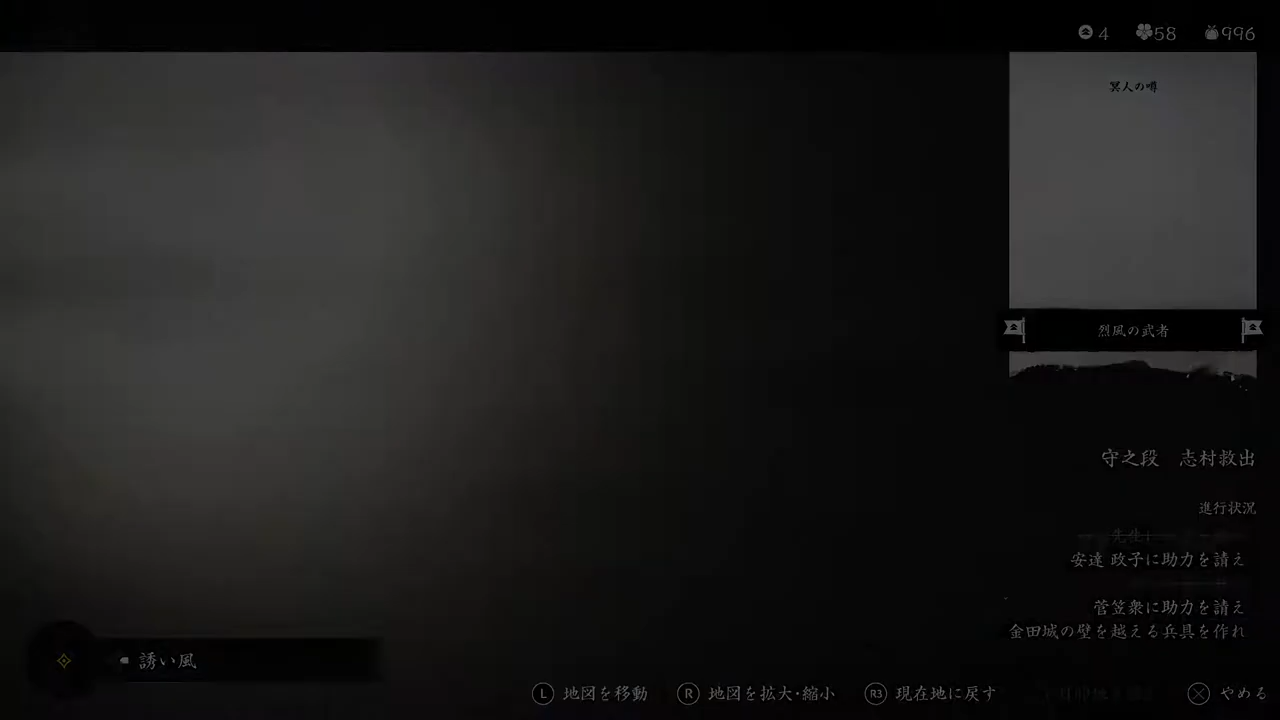 4 58 996
冥人の噂
烈風の武者
守之段 志村救出
進行状況
安達 政子に助力を請え
菅笠衆に助力を請え
金田城の壁を越える兵具を作れ
誘い風
L 地図を移動 R 地図を拡大・縮小 R3 現在地に戻す やめる